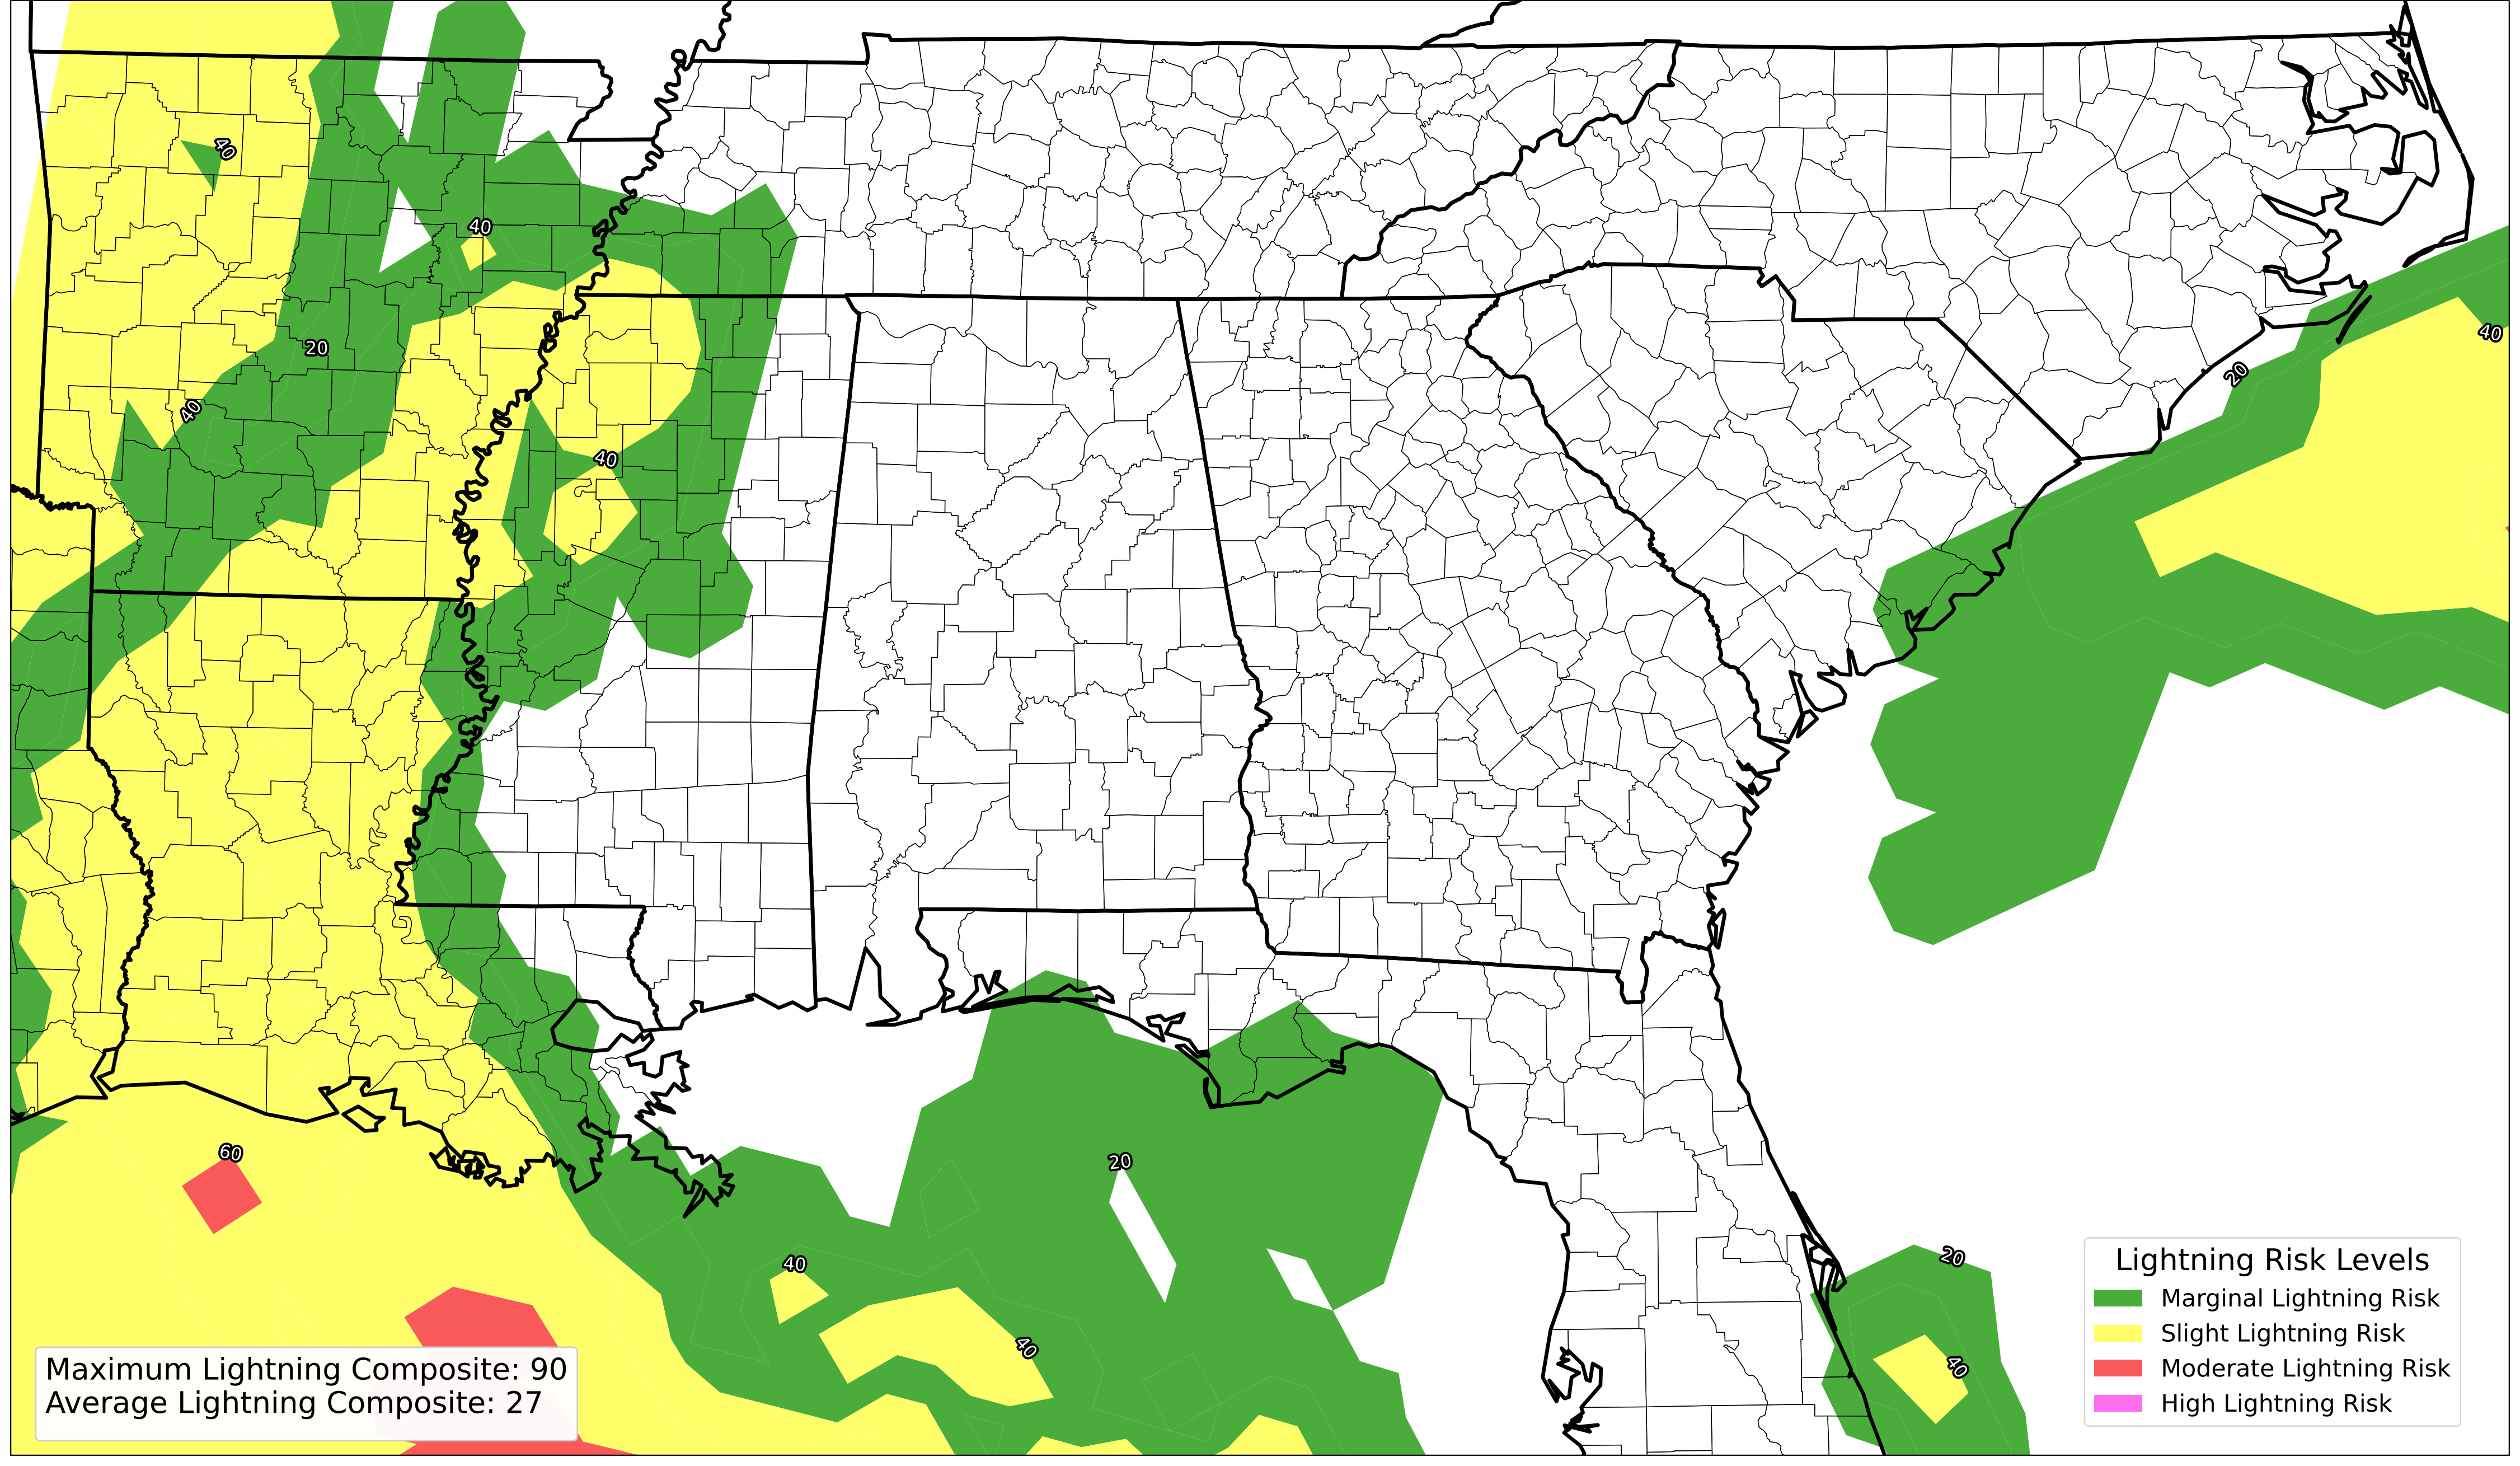 40
40
40
20
20
40
40
60
20
40
40
20
40
Lightning Risk Levels
Marginal Lightning Risk
Slight Lightning Risk
Moderate Lightning Risk
High Lightning Risk
Maximum Lightning Composite: 90
Average Lightning Composite: 27